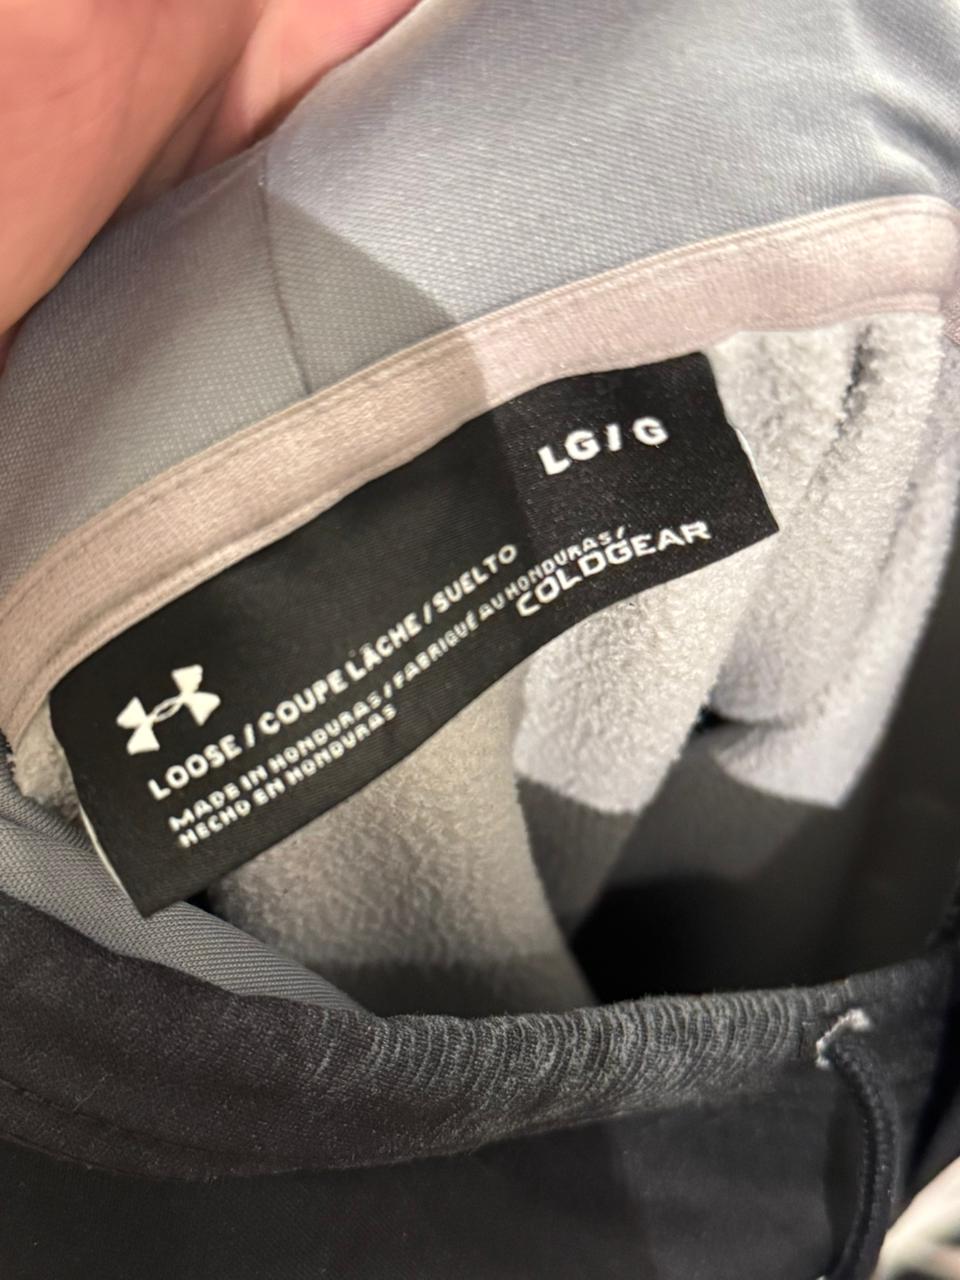 LG / G
LOOSE / COUPE LÂCHE / SUELTO
MADE IN HONDURAS / FABRIQUÉ AU HONDURAS /
HECHO EN HONDURAS
COLDGEAR